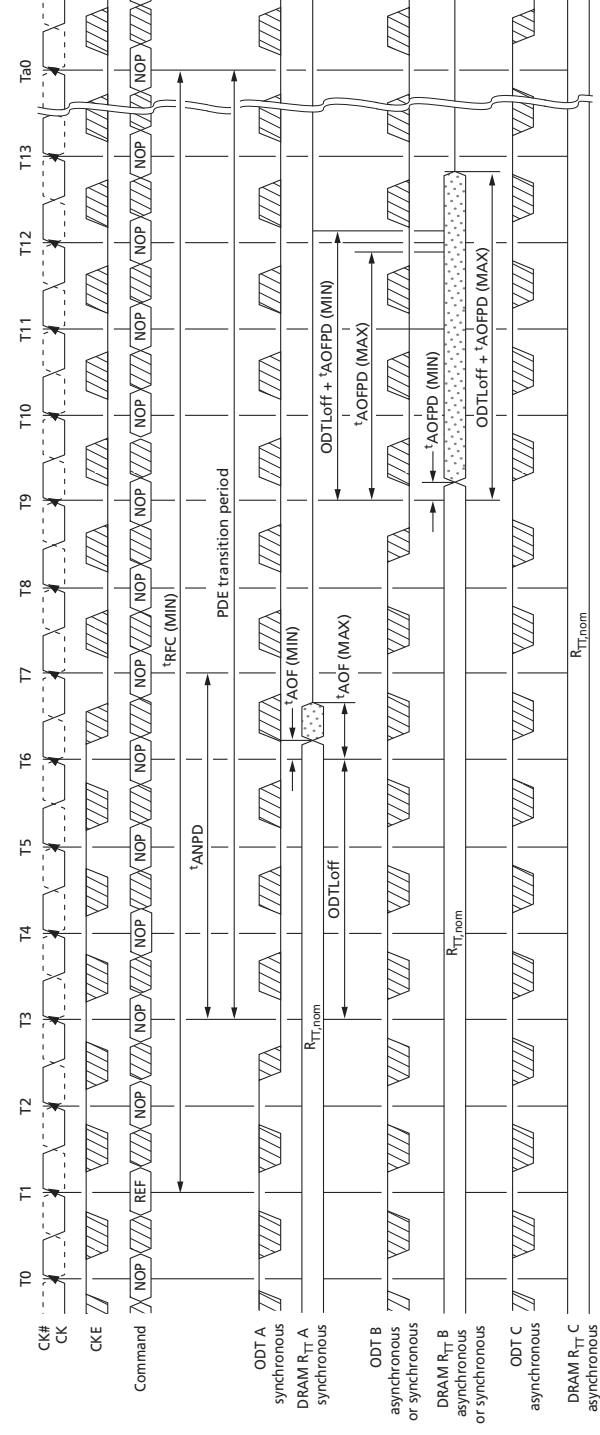 T0 T1 T2 T3 T4 T5 T6 T7 T8 T9 T10 T11 T12 T13 Ta0
CK#
CK
CKE
Command
NOP REF NOP NOP NOP NOP NOP NOP NOP NOP NOP NOP NOP NOP NOP
tRFC (MIN)
tANPD
PDE transition period
ODT A
synchronous
tAOF (MIN)
DRAM RTT A
synchronous
RTT,nom
ODTLoff + tAOFPD (MIN)
ODTLoff
tAOF (MAX)
tAOFPD (MAX)
ODT B
asynchronous
or synchronous
tAOFPD (MIN)
DRAM RTT B
asynchronous
or synchronous
RTT,nom
ODTLoff + tAOFPD (MAX)
ODT C
asynchronous
DRAM RTT C
asynchronous
RTT,nom